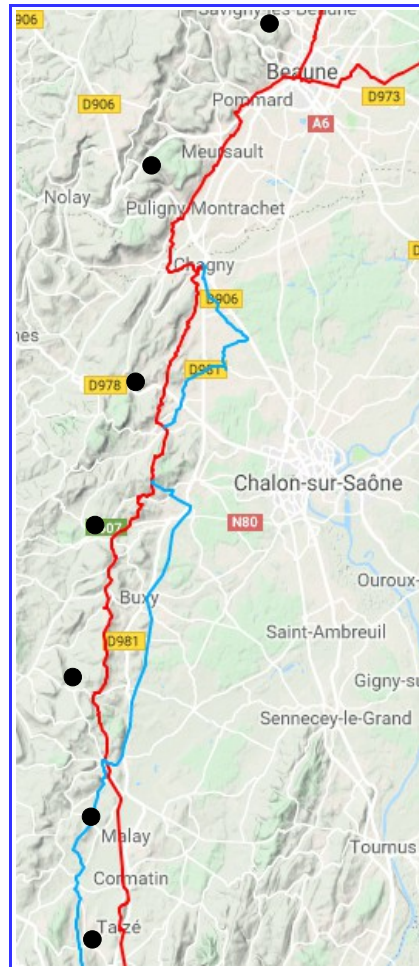 906
Savigny-lès-Beaune
Beaune
D906
Pommard
D973
A6
Meursault
Nolay
Puligny Montrachet
Chagny
D906
D981
D978
Chalon-sur-Saône
N80
Buxy
Ouroux-
Saint-Ambreuil
D981
Gigny-su
Sennecey-le-Grand
Malay
Tournus
Cormatin
Taizé